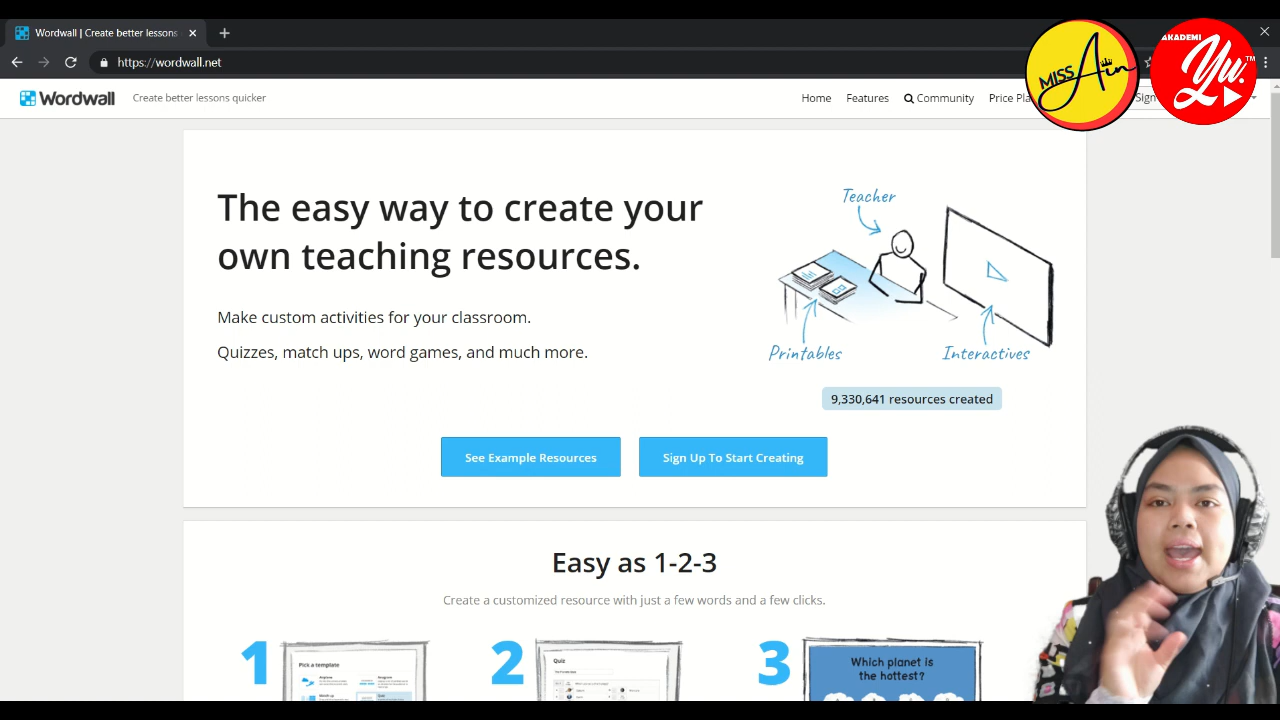 Wordwall | Create better lessons
https://wordwall.net
MISS Ain
AKADEMI
YW
TM
Wordwall
Create better lessons quicker
Home
Features
Community
Price
Sign
The easy way to create your
own teaching resources.
Make custom activities for your classroom.
Quizzes, match ups, word games, and much more.
Teacher
Printables
Interactives
9,330,641 resources created
See Example Resources
Sign Up To Start Creating
Easy as 1-2-3
Create a customized resource with just a few words and a few clicks.
1
Pick a template
2
Quiz
3
Which planet is
the hottest?